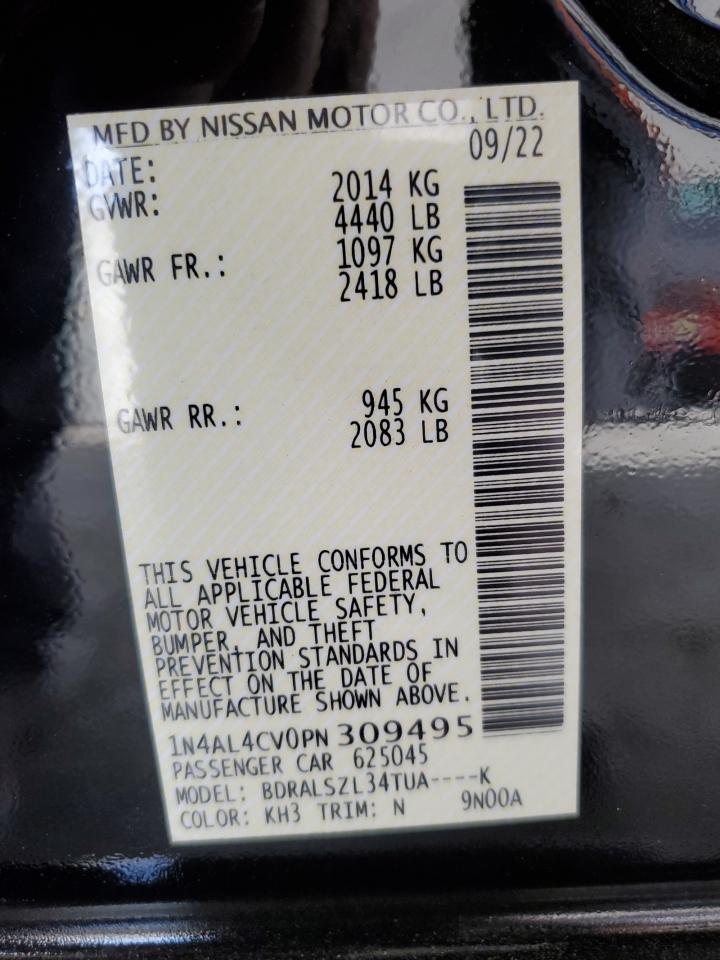 MFD BY NISSAN MOTOR CO., LTD.
DATE: 09/22
GVWR: 2014 KG
4440 LB
GAWR FR.: 1097 KG
2418 LB
GAWR RR.: 945 KG
2083 LB
THIS VEHICLE CONFORMS TO
ALL APPLICABLE FEDERAL
MOTOR VEHICLE SAFETY,
BUMPER, AND THEFT
PREVENTION STANDARDS IN
EFFECT ON THE DATE OF
MANUFACTURE SHOWN ABOVE.
1N4AL4CV0PN 309495
PASSENGER CAR 625045
MODEL: BDRALSZL34TUA----K
COLOR: KH3 TRIM: N 9N00A